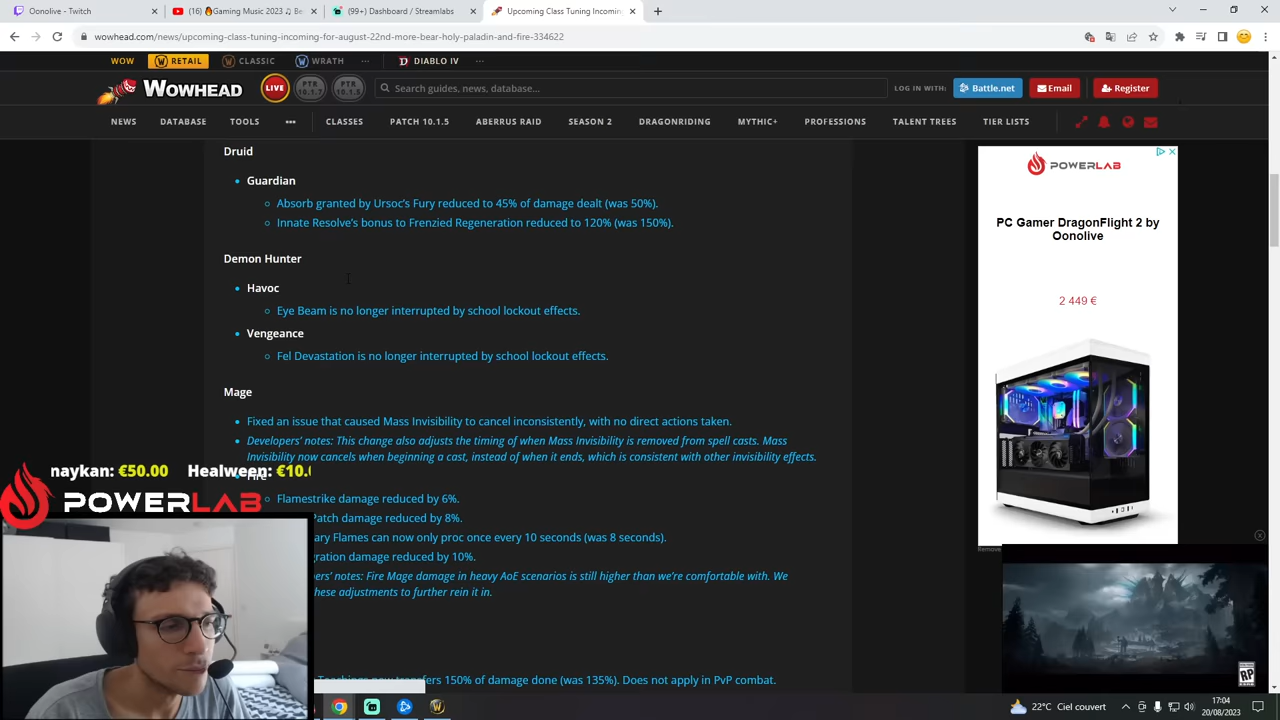 Oonolive - Twitch
(16) 🔥Gaming Music 2023 ♫ Be
(99+) Dashboard / Streamlabs
Upcoming Class Tuning Incomin
wowhead.com/news/upcoming-class-tuning-incoming-for-august-22nd-more-bear-holy-paladin-and-fire-334622
WOW RETAIL CLASSIC WRATH ... DIABLO IV ...
WOWHEAD LIVE PTR 10.1.7 PTR Search guides, news, database... LOG IN WITH: Battle.net Email Register
NEWS DATABASE TOOLS ... CLASSES PATCH 10.1.5 ABERRUS RAID SEASON 2 DRAGONRIDING MYTHIC+ PROFESSIONS TALENT TREES TIER LISTS
Druid
• Guardian
Absorb granted by Ursoc's Fury reduced to 45% of damage dealt (was 50%).
Innate Resolve's bonus to Frenzied Regeneration reduced to 120% (was 150%).
Demon Hunter
• Havoc
Eye Beam is no longer interrupted by school lockout effects.
• Vengeance
Fel Devastation is no longer interrupted by school lockout effects.
Mage
• Fixed an issue that caused Mass Invisibility to cancel inconsistently, with no direct actions taken.
• Developers' notes: This change also adjusts the timing of when Mass Invisibility is removed from spell casts. Mass
Invisibility now cancels when beginning a cast, instead of when it ends, which is consistent with other invisibility effects.
Fire
Flamestrike damage reduced by 6%.
Patch damage reduced by 8%.
ary Flames can now only proc once every 10 seconds (was 8 seconds).
gration damage reduced by 10%.
ers' notes: Fire Mage damage in heavy AoE scenarios is still higher than we're comfortable with. We
hese adjustments to further rein it in.
Teachings now transfers 150% of damage done (was 135%). Does not apply in PvP combat.
naykan: €50.00 Healween: €10.0
POWERLAB
POWERLAB
PC Gamer DragonFlight 2 by
Oonolive
2 449 €
Remove
RP
22°C Ciel couvert
17:04
20/08/2023